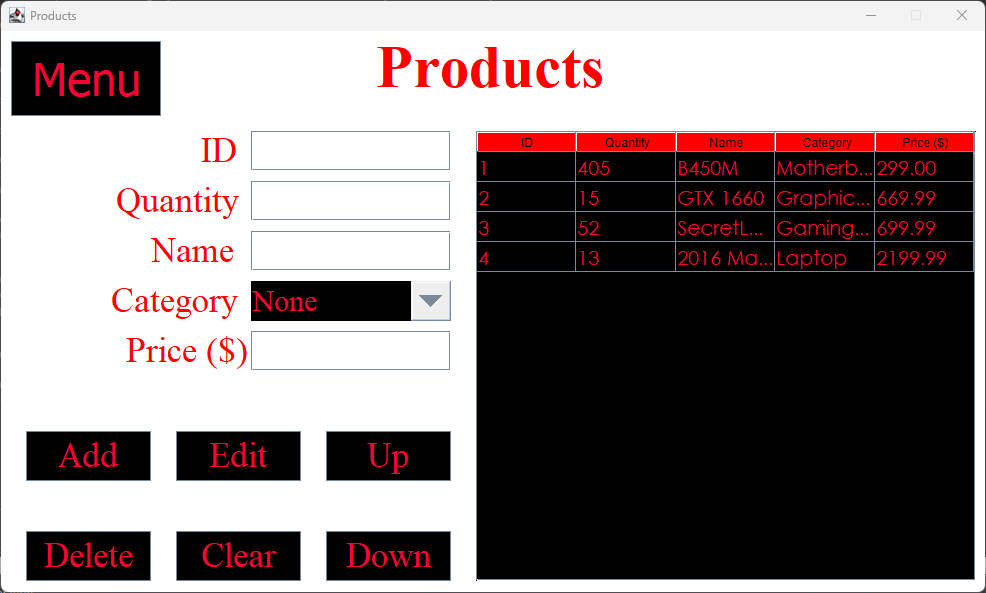 Products
Menu
Products
ID
Quantity
Name
Category
None
Price ($)
Add Edit Up
Delete Clear Down
ID Quantity Name Category Price ($)
1 405 B450M Motherb... 299.00
2 15 GTX 1660 Graphic... 669.99
3 52 SecretL... Gaming... 699.99
4 13 2016 Ma... Laptop 2199.99